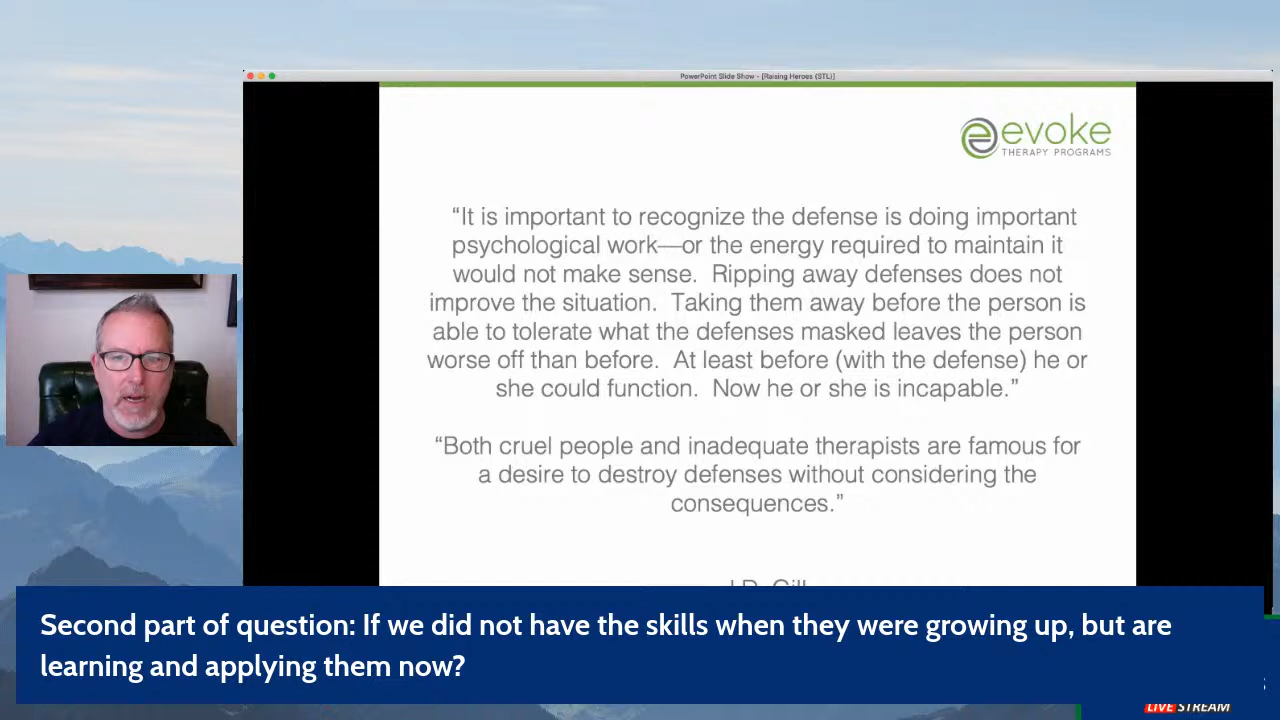 PowerPoint Slide Show - [Raising Heroes (STL)]
evoke
THERAPY PROGRAMS
“It is important to recognize the defense is doing important
psychological work—or the energy required to maintain it
would not make sense. Ripping away defenses does not
improve the situation. Taking them away before the person is
able to tolerate what the defenses masked leaves the person
worse off than before. At least before (with the defense) he or
she could function. Now he or she is incapable.”
“Both cruel people and inadequate therapists are famous for
a desire to destroy defenses without considering the
consequences.”
Second part of question: If we did not have the skills when they were growing up, but are
learning and applying them now?
LIVE STREAM